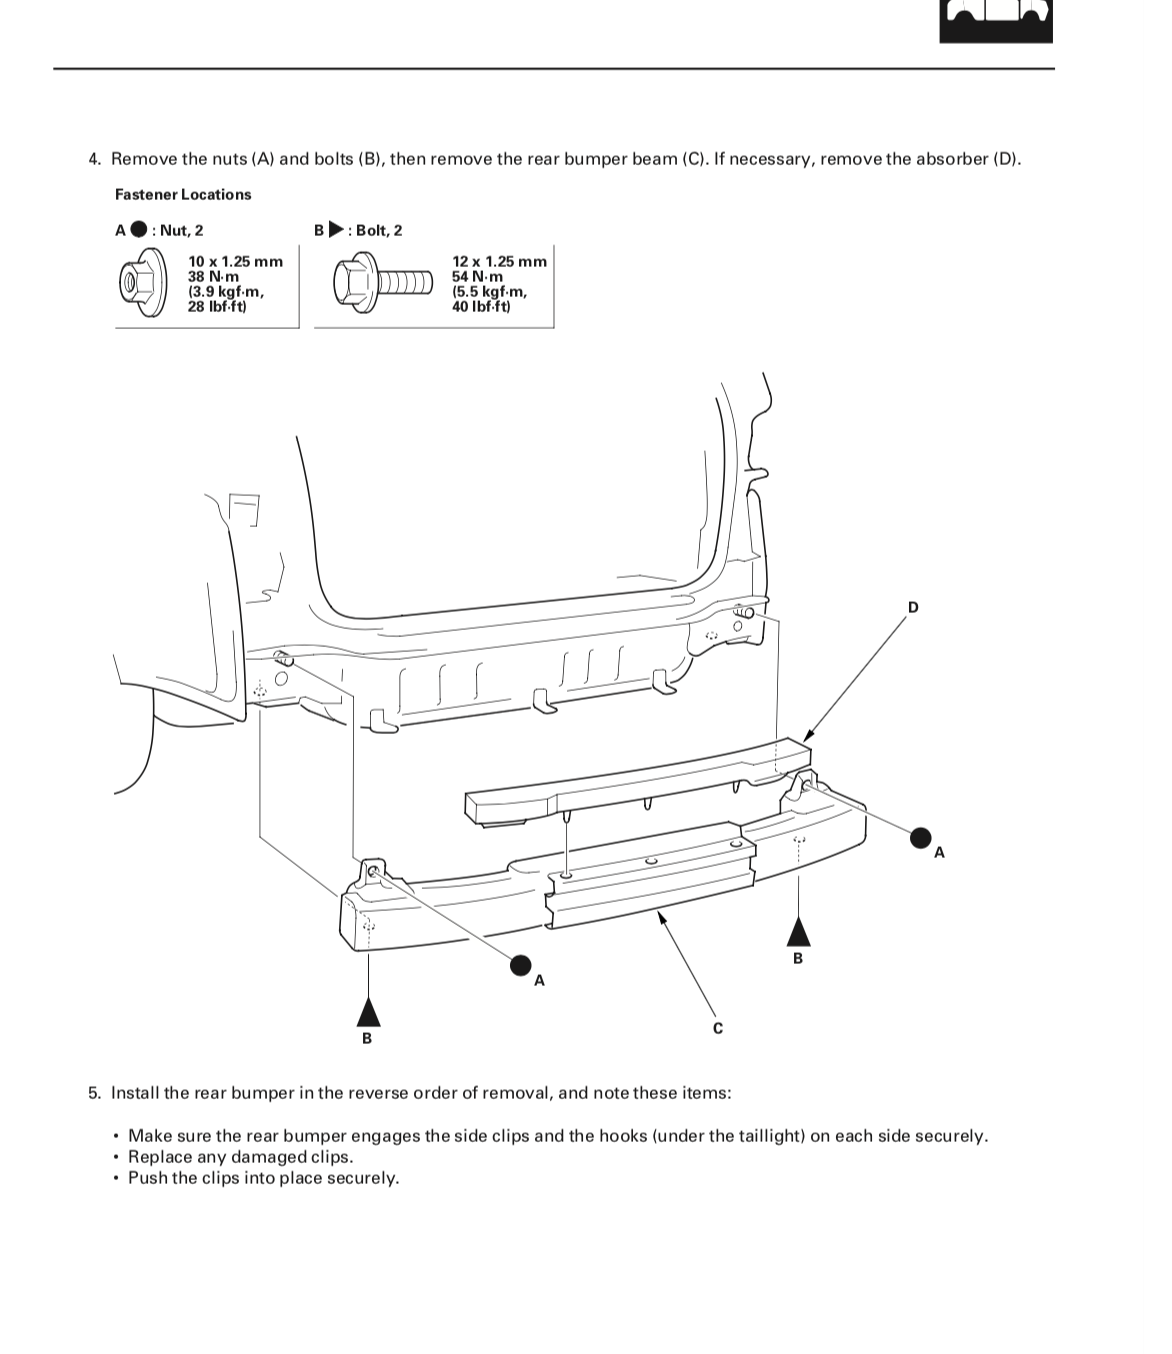 4. Remove the nuts (A) and bolts (B), then remove the rear bumper beam (C). If necessary, remove the absorber (D).
Fastener Locations
A ● : Nut, 2
10 x 1.25 mm
38 N·m
(3.9 kgf·m,
28 lbf·ft)
B ▶ : Bolt, 2
12 x 1.25 mm
54 N·m
(5.5 kgf·m,
40 lbf·ft)
D
A
B
A
C
B
5. Install the rear bumper in the reverse order of removal, and note these items:
• Make sure the rear bumper engages the side clips and the hooks (under the taillight) on each side securely.
• Replace any damaged clips.
• Push the clips into place securely.